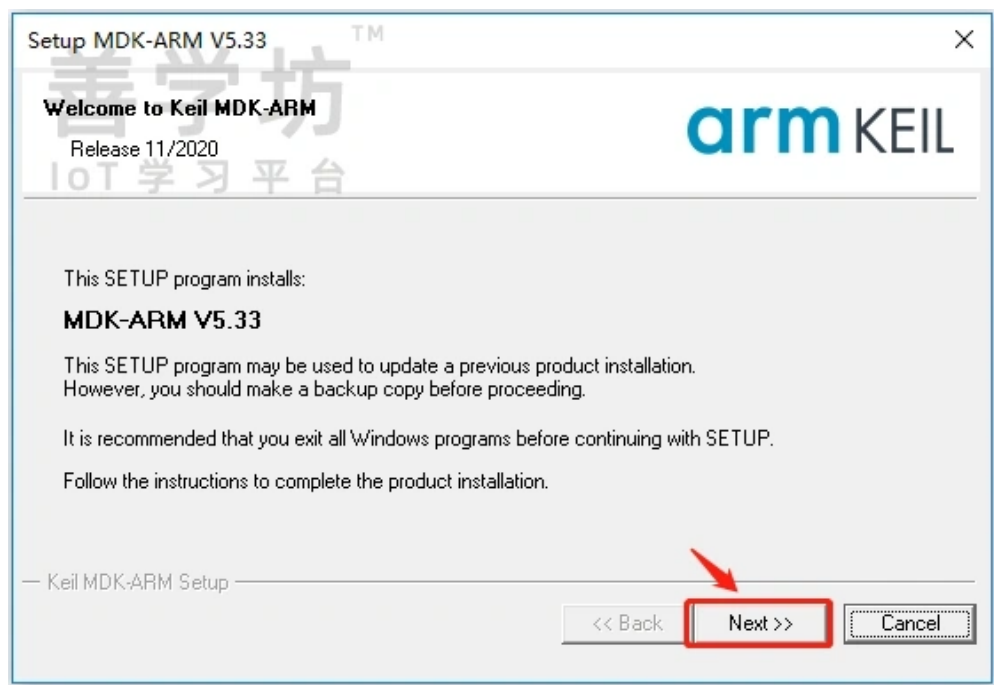 Setup MDK-ARM V5.33
善学坊 TM
Welcome to Keil MDK-ARM
Release 11/2020
IoT 学习平台
arm KEIL
This SETUP program installs:
MDK-ARM V5.33
This SETUP program may be used to update a previous product installation.
However, you should make a backup copy before proceeding.
It is recommended that you exit all Windows programs before continuing with SETUP.
Follow the instructions to complete the product installation.
Keil MDK-ARM Setup
<< Back Next >> Cancel